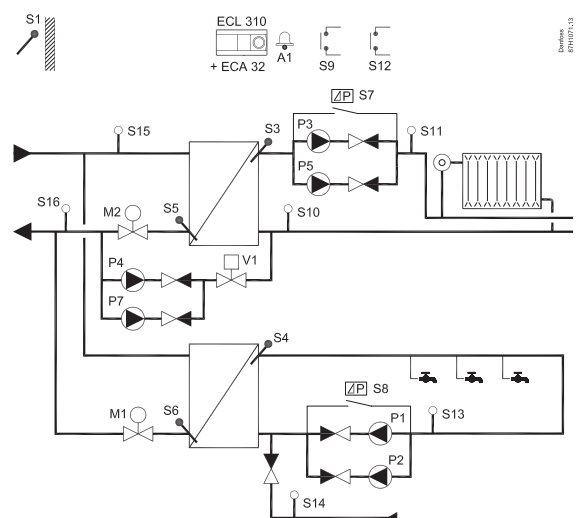 S1
ECL 310
+ ECA 32
A1
S9
S12
Danfoss
87H1071.13
P S7
S15
S3
P3
S11
P5
S16
M2
S5
S10
P4
V1
P7
S4
P S8
M1
S6
P1
S13
P2
S14